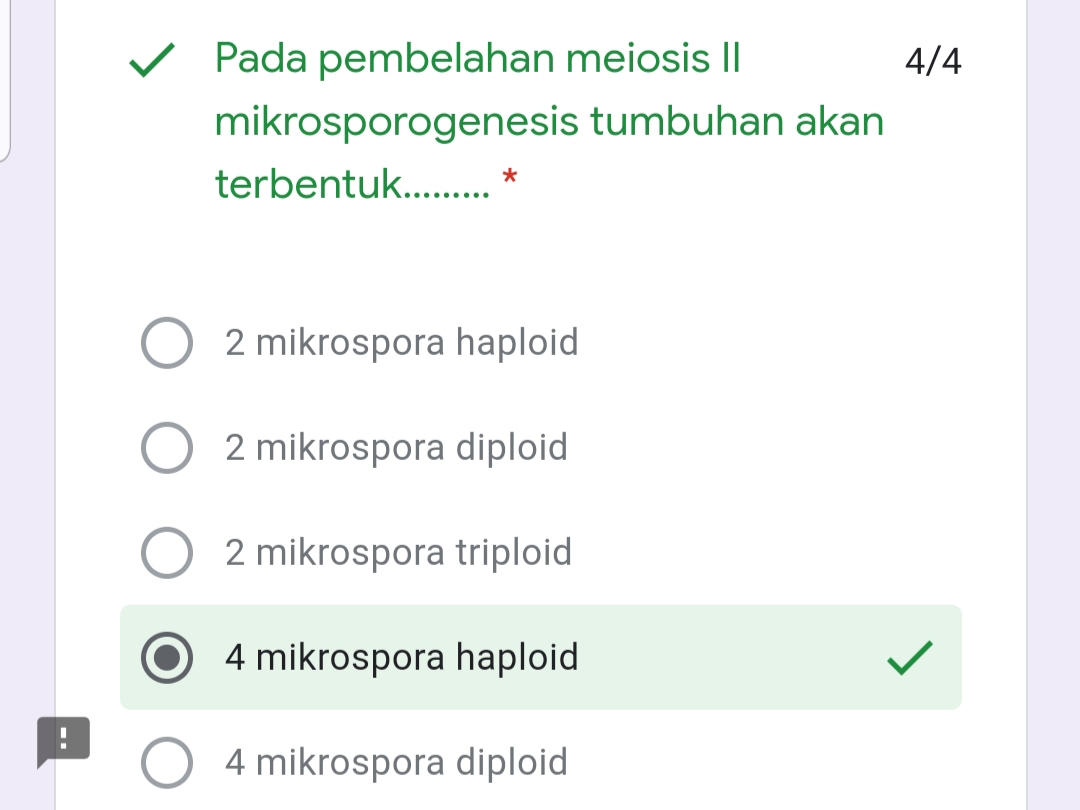 Pada pembelahan meiosis II
4/4
mikrosporogenesis tumbuhan akan
terbentuk......... *
2 mikrospora haploid
2 mikrospora diploid
2 mikrospora triploid
4 mikrospora haploid
4 mikrospora diploid